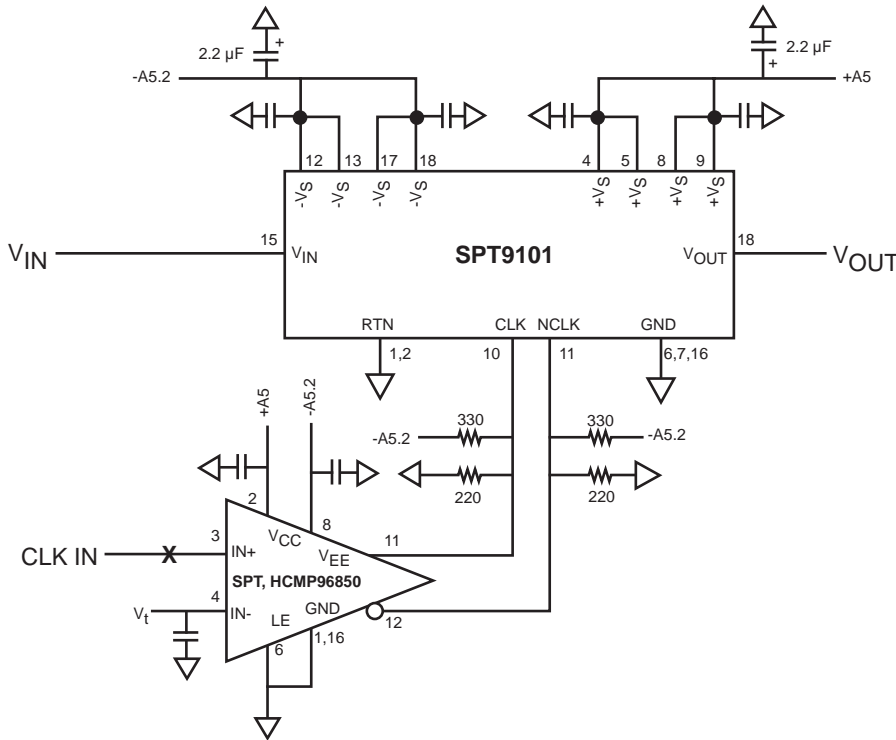 2.2 µF
+
2.2 µF
+
-A5.2
+A5
12 13 17 18 4 5 8 9
-VS -VS -VS -VS +VS +VS +VS +VS
VIN
15
VIN
SPT9101
VOUT
18
VOUT
RTN CLK NCLK GND
1,2 10 11 6,7,16
+A5
-A5.2
330 330
-A5.2 -A5.2
220 220
2
8
VCC
VEE
11
CLK IN
X
3
IN+
SPT, HCMP96850
Vt
4
IN-
LE
GND
12
6
1,16